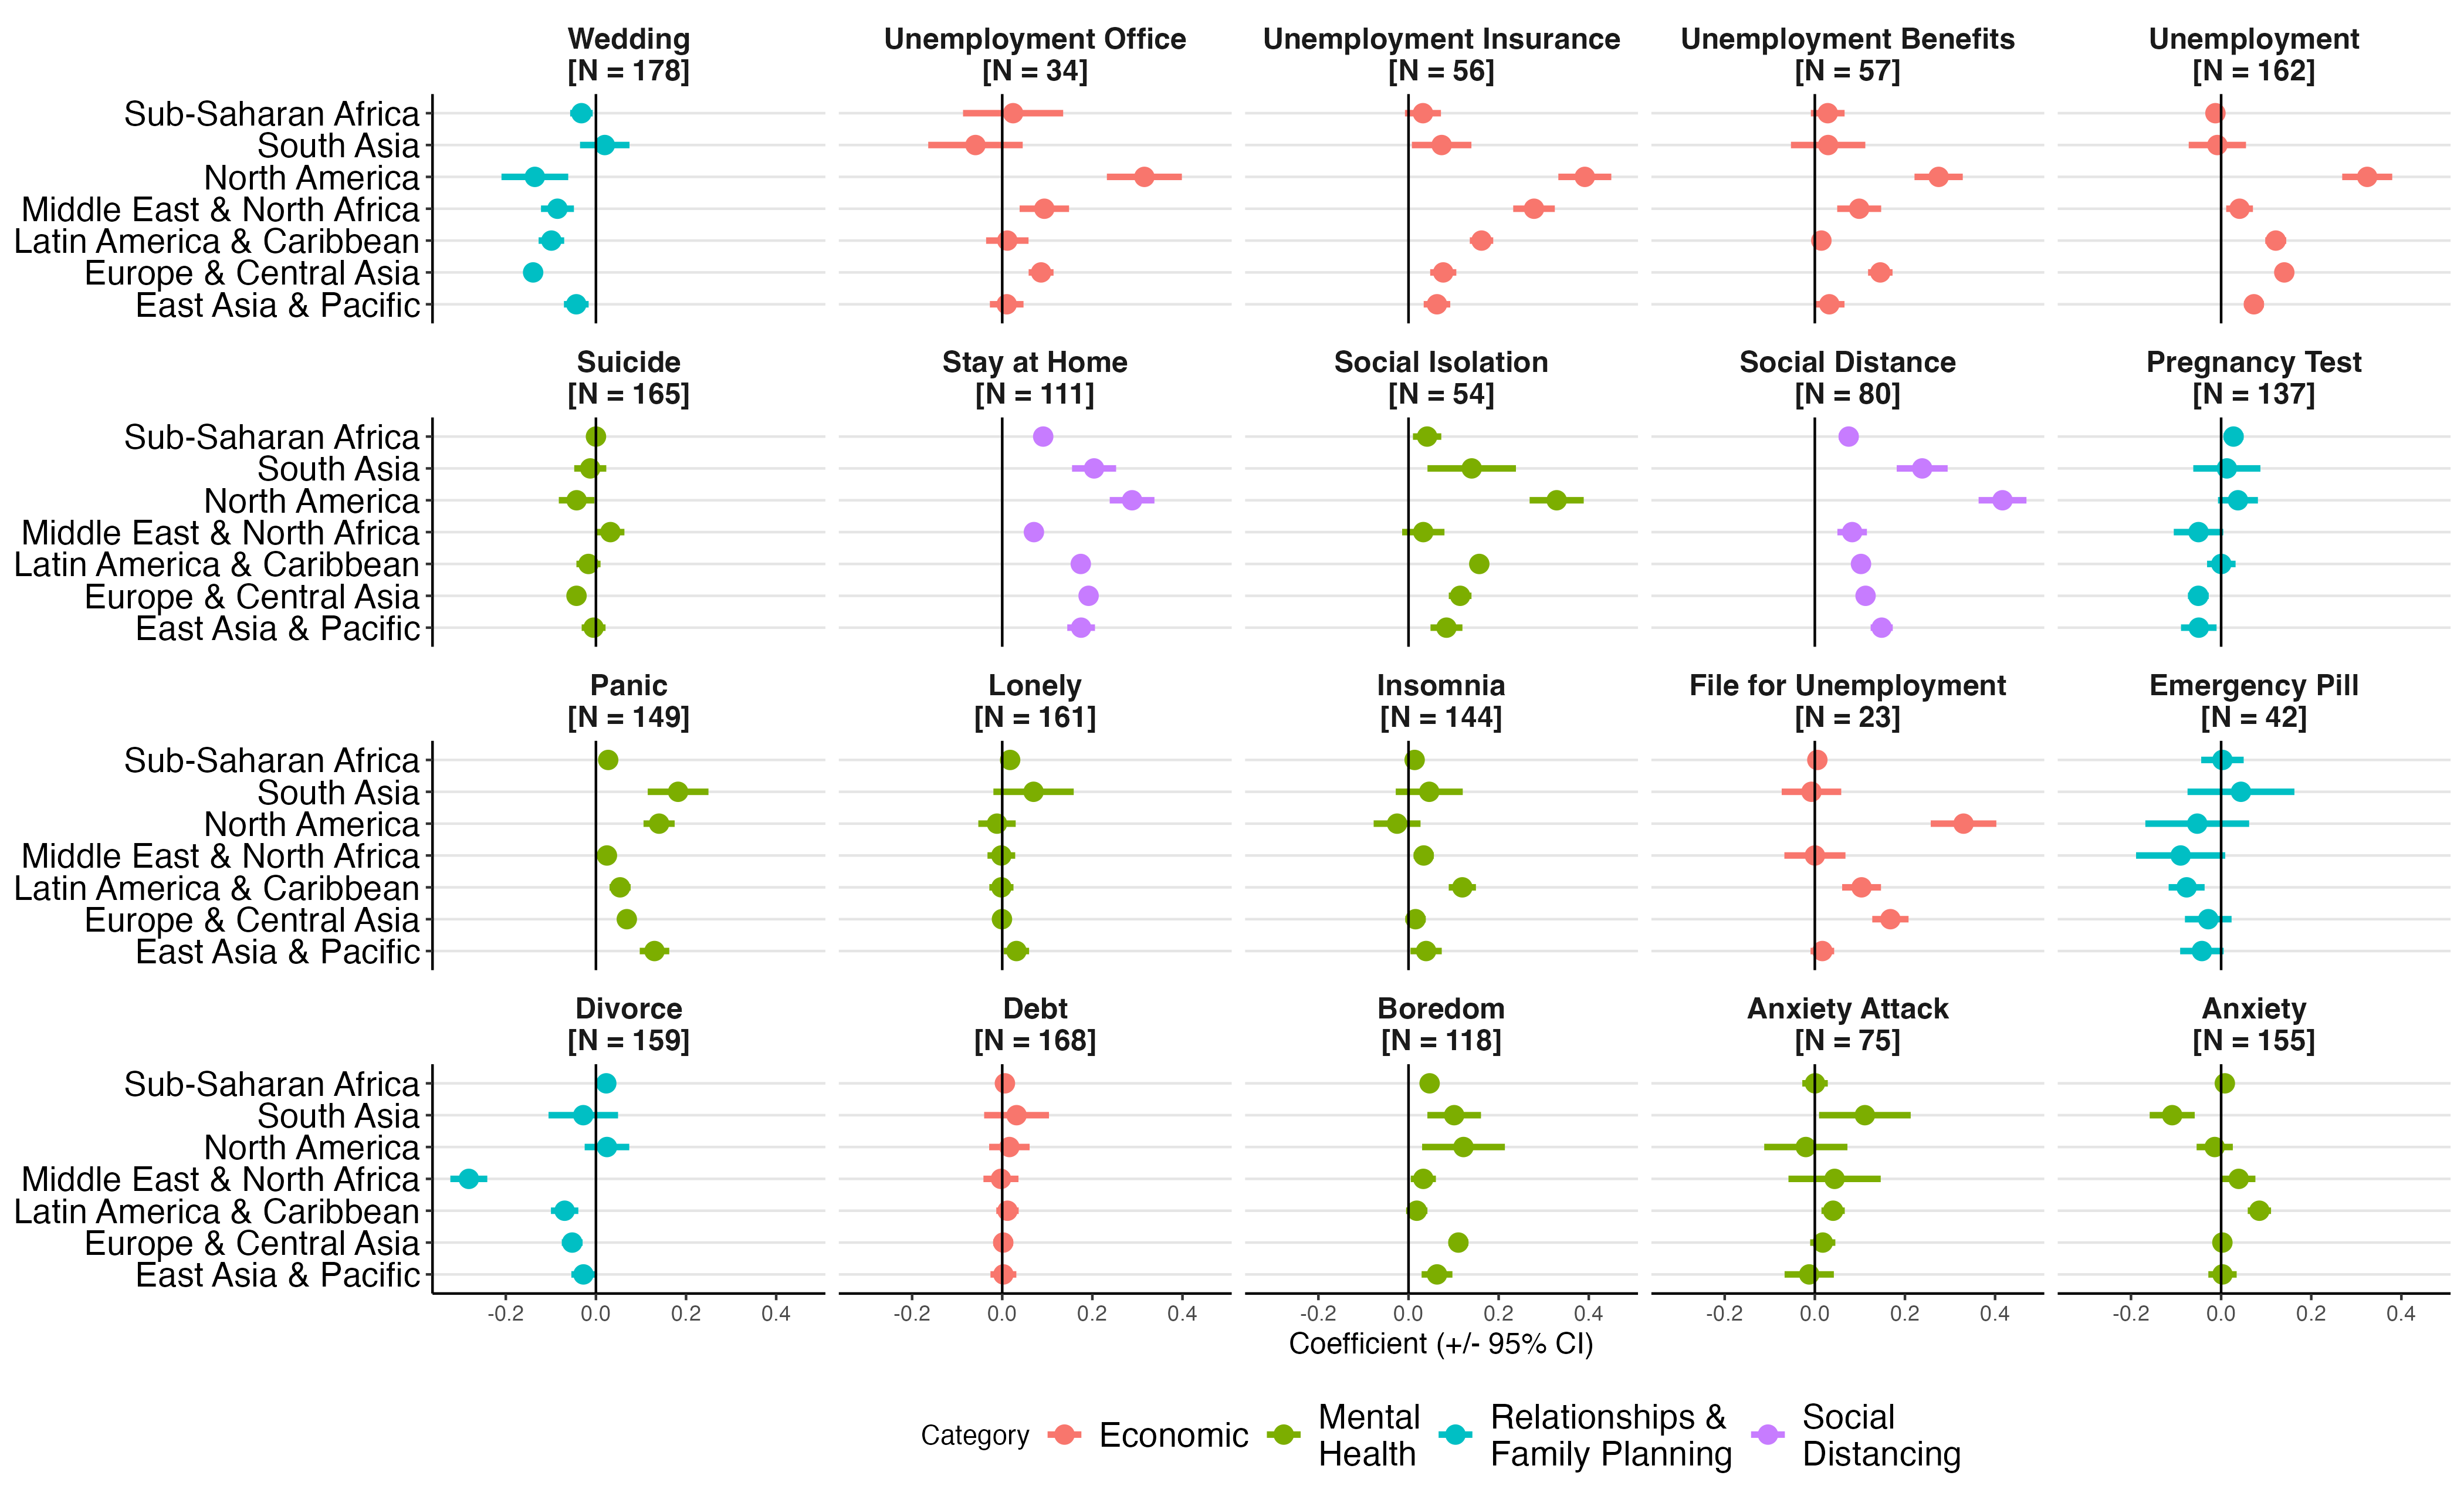 Wedding
[N = 178]
Unemployment Office
[N = 34]
Unemployment Insurance
[N = 56]
Unemployment Benefits
[N = 57]
Unemployment
[N = 162]
Sub-Saharan Africa
South Asia
North America
Middle East & North Africa
Latin America & Caribbean
Europe & Central Asia
East Asia & Pacific
Suicide
[N = 165]
Stay at Home
[N = 111]
Social Isolation
[N = 54]
Social Distance
[N = 80]
Pregnancy Test
[N = 137]
Sub-Saharan Africa
South Asia
North America
Middle East & North Africa
Latin America & Caribbean
Europe & Central Asia
East Asia & Pacific
Panic
[N = 149]
Lonely
[N = 161]
Insomnia
[N = 144]
File for Unemployment
[N = 23]
Emergency Pill
[N = 42]
Sub-Saharan Africa
South Asia
North America
Middle East & North Africa
Latin America & Caribbean
Europe & Central Asia
East Asia & Pacific
Divorce
[N = 159]
Debt
[N = 168]
Boredom
[N = 118]
Anxiety Attack
[N = 75]
Anxiety
[N = 155]
Sub-Saharan Africa
South Asia
North America
Middle East & North Africa
Latin America & Caribbean
Europe & Central Asia
East Asia & Pacific
-0.2 0.0 0.2 0.4
-0.2 0.0 0.2 0.4
-0.2 0.0 0.2 0.4
-0.2 0.0 0.2 0.4
-0.2 0.0 0.2 0.4
Coefficient (+/- 95% CI)
Category
Economic
Mental
Health
Relationships &
Family Planning
Social
Distancing